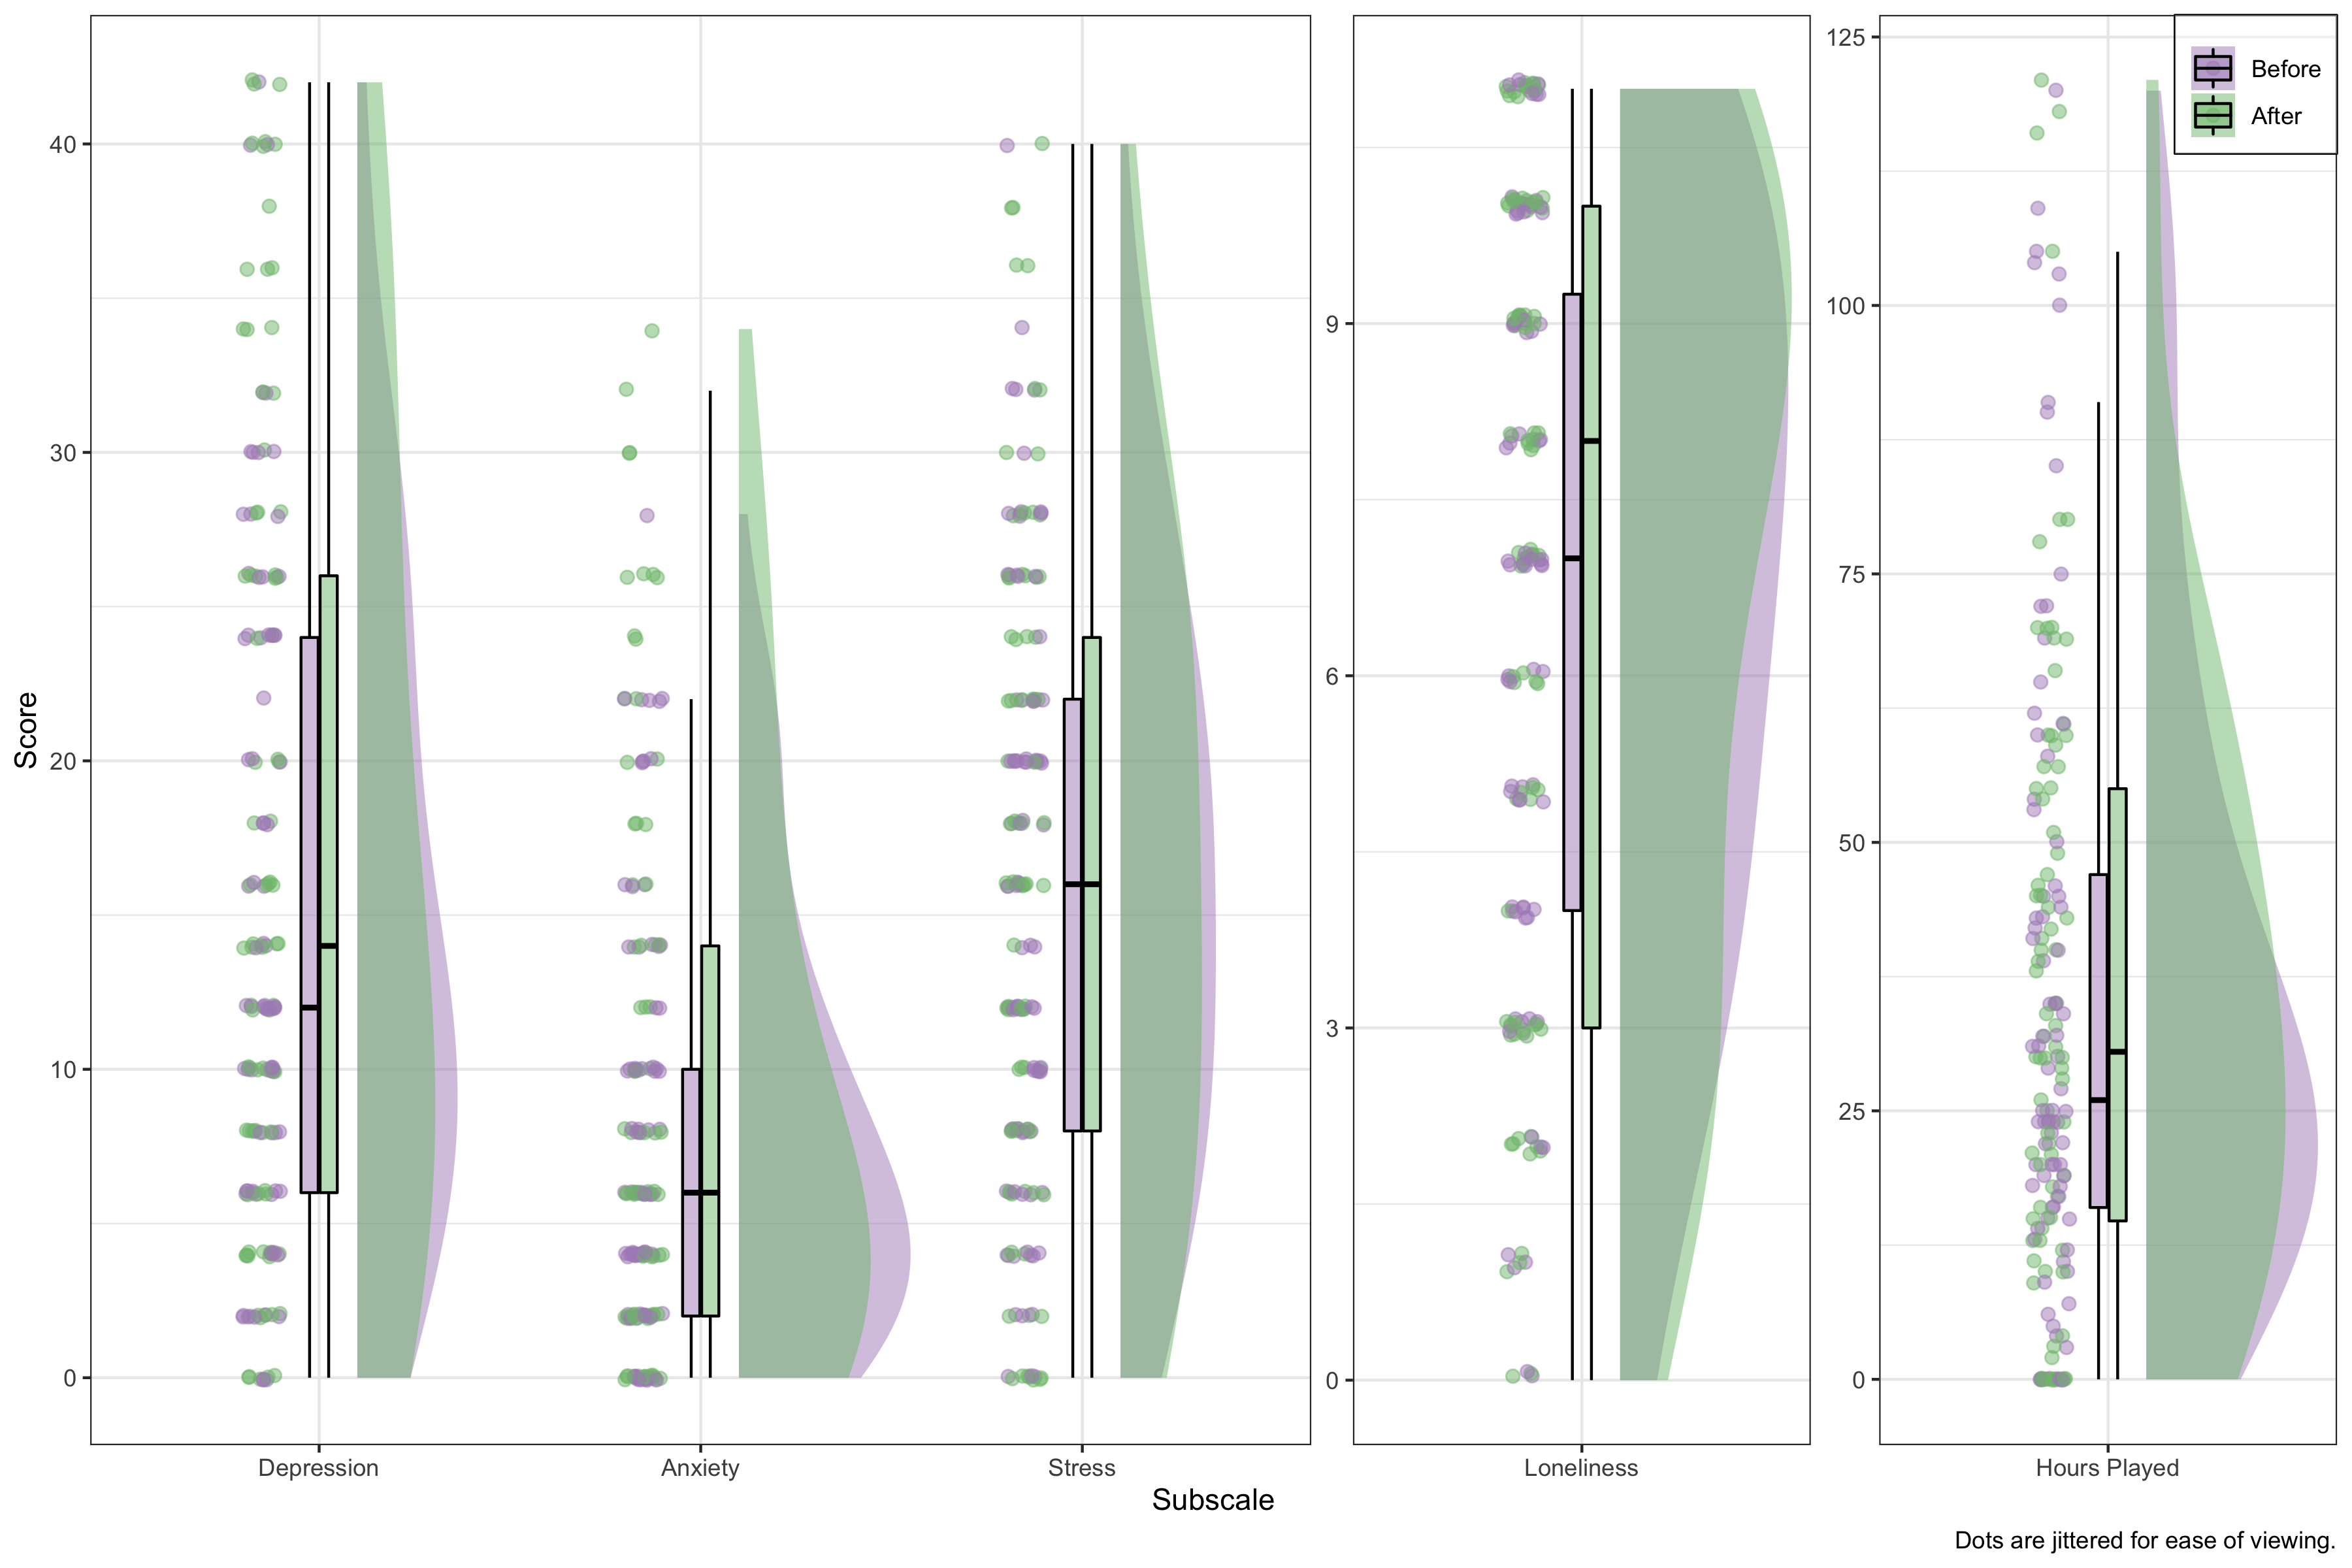 Score
40
30
20
10
0
Depression
Anxiety
Stress
9
6
3
0
Loneliness
125
100
75
50
25
0
Hours Played
Before
After
Subscale
Dots are jittered for ease of viewing.